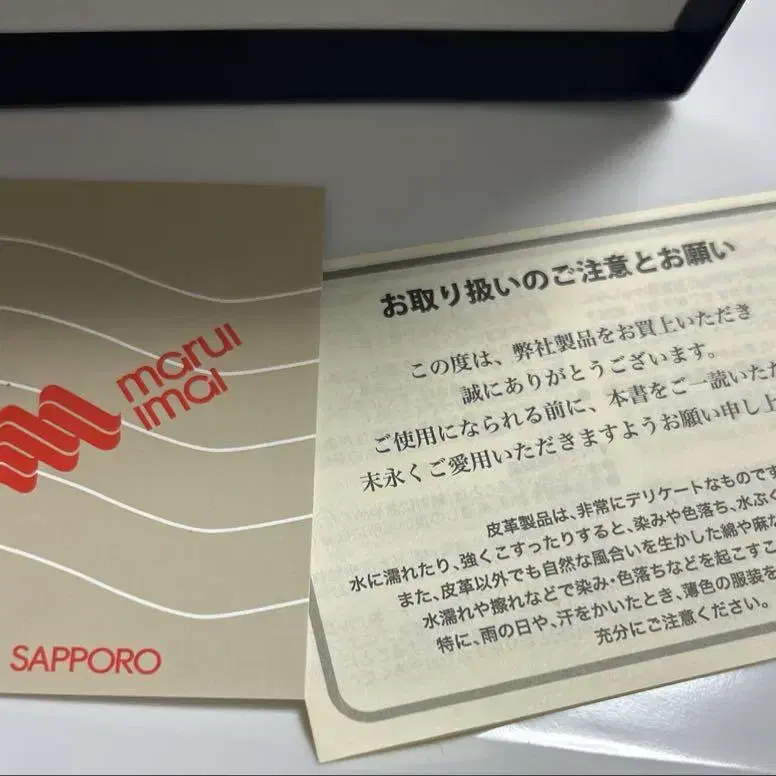 marui
imai
SAPPORO
お取り扱いのご注意とお願い
この度は、弊社製品をお買上いただき
誠にありがとうございます。
ご使用になられる前に、本書をご一読いただ
末永くご愛用いただきますようお願い申し上
皮革製品は、非常にデリケートなものです
水に濡れたり、強くこすったりすると、染みや色落ち、水ぶく
また、皮革以外でも自然な風合いを生かした綿や麻な
水濡れや擦れなどで染み・色落ちなどを起こすこ
特に、雨の日や、汗をかいたとき、薄色の服装を
充分にご注意ください。